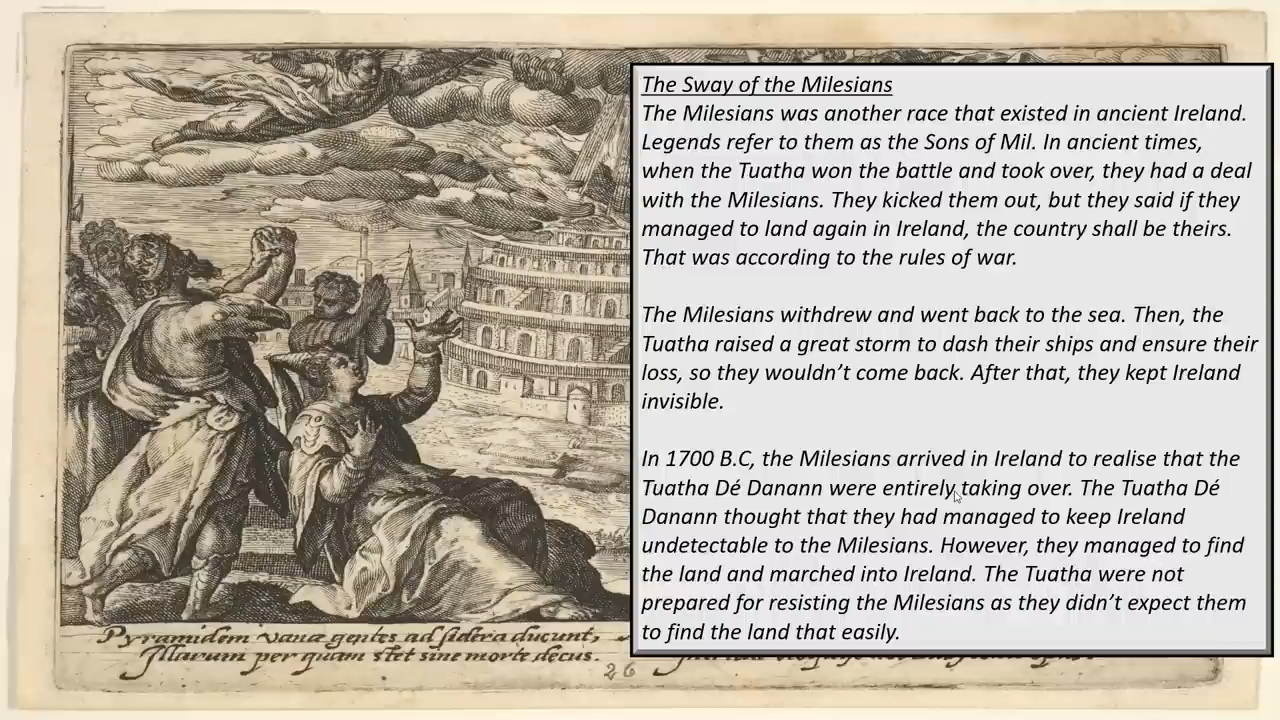 The Sway of the Milesians
The Milesians was another race that existed in ancient Ireland.
Legends refer to them as the Sons of Mil. In ancient times,
when the Tuatha won the battle and took over, they had a deal
with the Milesians. They kicked them out, but they said if they
managed to land again in Ireland, the country shall be theirs.
That was according to the rules of war.
The Milesians withdrew and went back to the sea. Then, the
Tuatha raised a great storm to dash their ships and ensure their
loss, so they wouldn’t come back. After that, they kept Ireland
invisible.
In 1700 B.C, the Milesians arrived in Ireland to realise that the
Tuatha Dé Danann were entirely taking over. The Tuatha Dé
Danann thought that they had managed to keep Ireland
undetectable to the Milesians. However, they managed to find
the land and marched into Ireland. The Tuatha were not
prepared for resisting the Milesians as they didn’t expect them
to find the land that easily.
Pyramidem vanæ gentes ad sidera ducunt,
Illarum per quam stet sine morte decus.
26